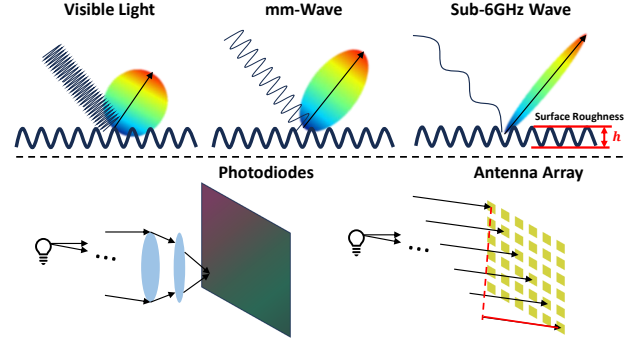 Visible Light
mm-Wave
Sub-6GHz Wave
Surface Roughness
h
Photodiodes
Antenna Array